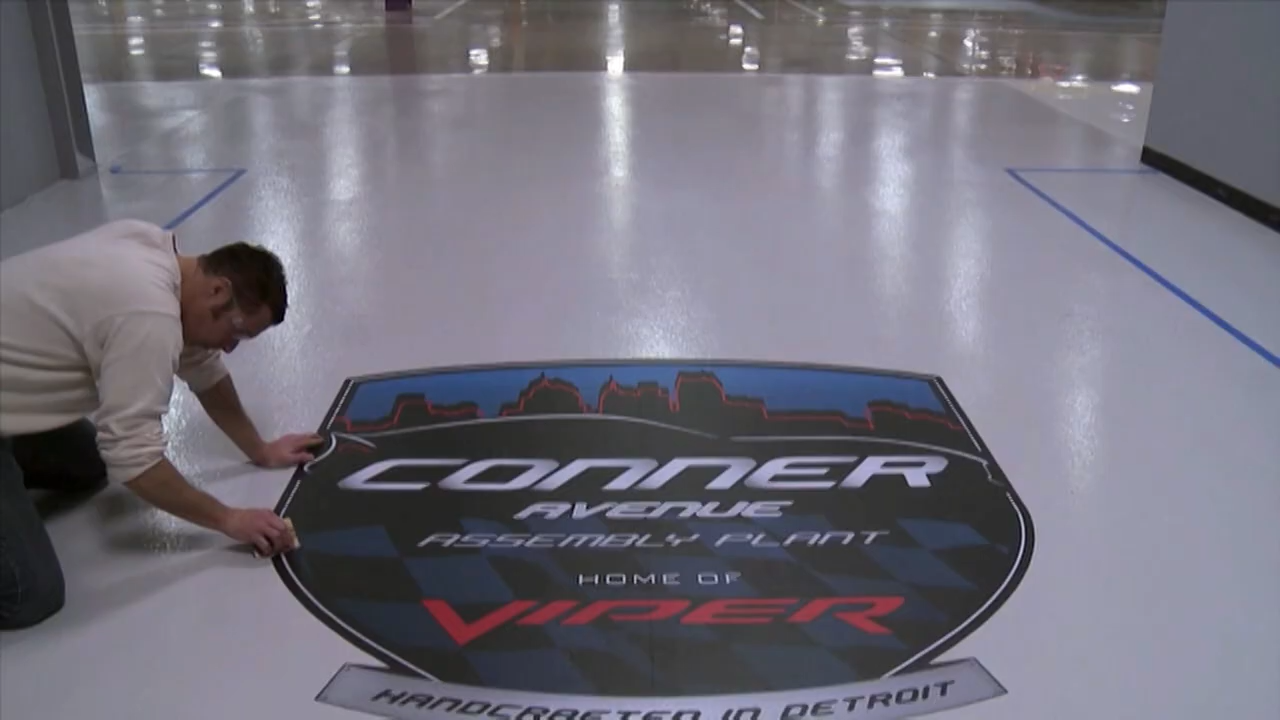 CONNER
AVENUE
ASSEMBLY PLANT
HOME OF
VIPER
HANDCRAFTED IN DETROIT